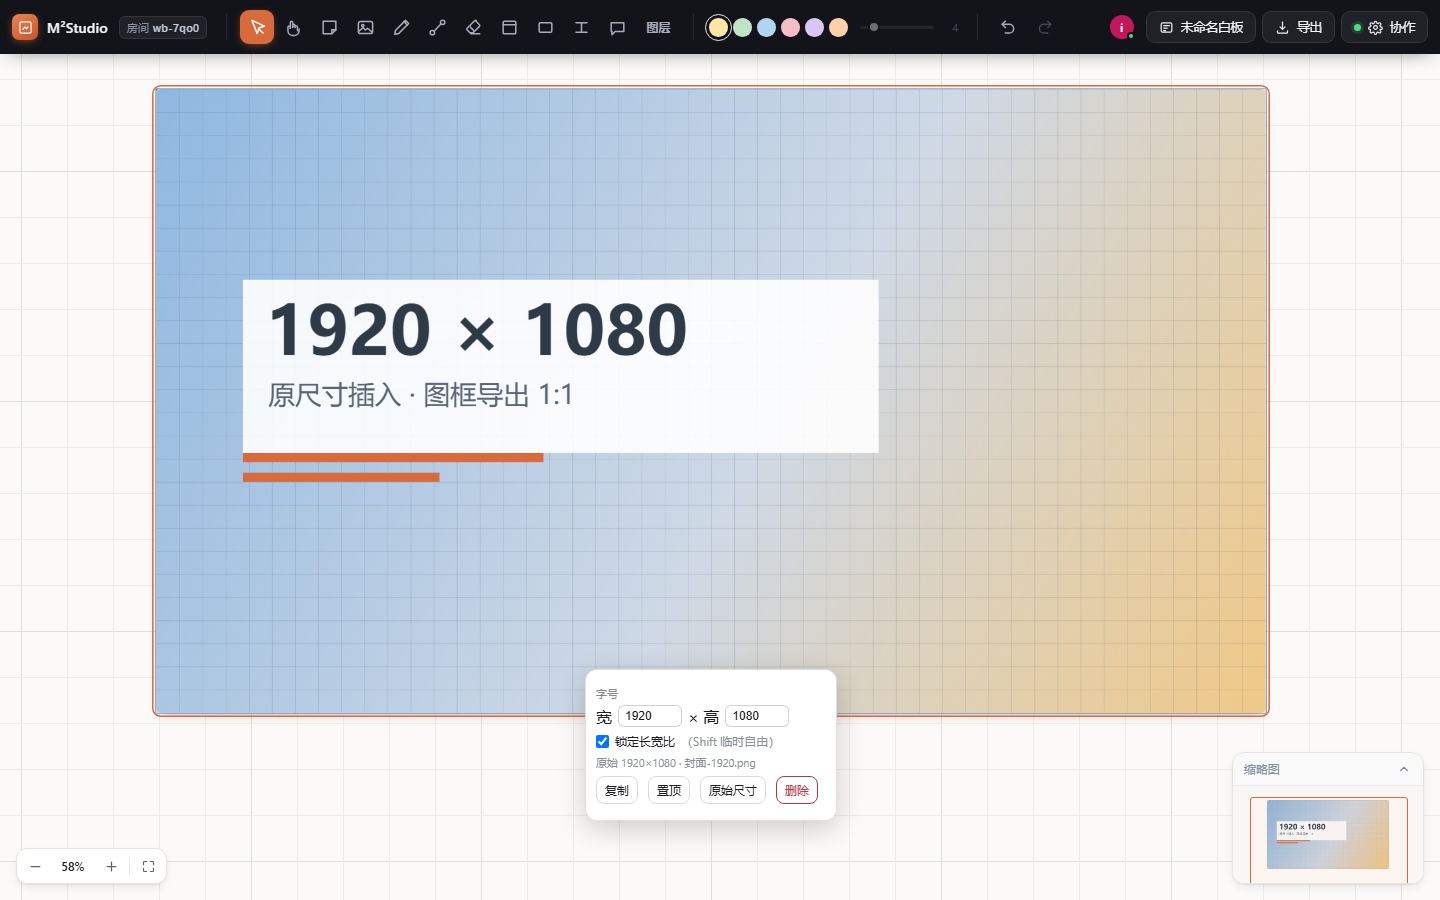 M²Studio
房间 wb-7qo0
图层
4
i
未命名白板
导出
协作
1920 × 1080
原尺寸插入 · 图框导出 1:1
字号
宽 1920 × 高 1080
锁定长宽比 (Shift 临时自由)
原始 1920×1080 · 封面-1920.png
复制 置顶 原始尺寸 删除
58%
缩略图
1920 × 1080